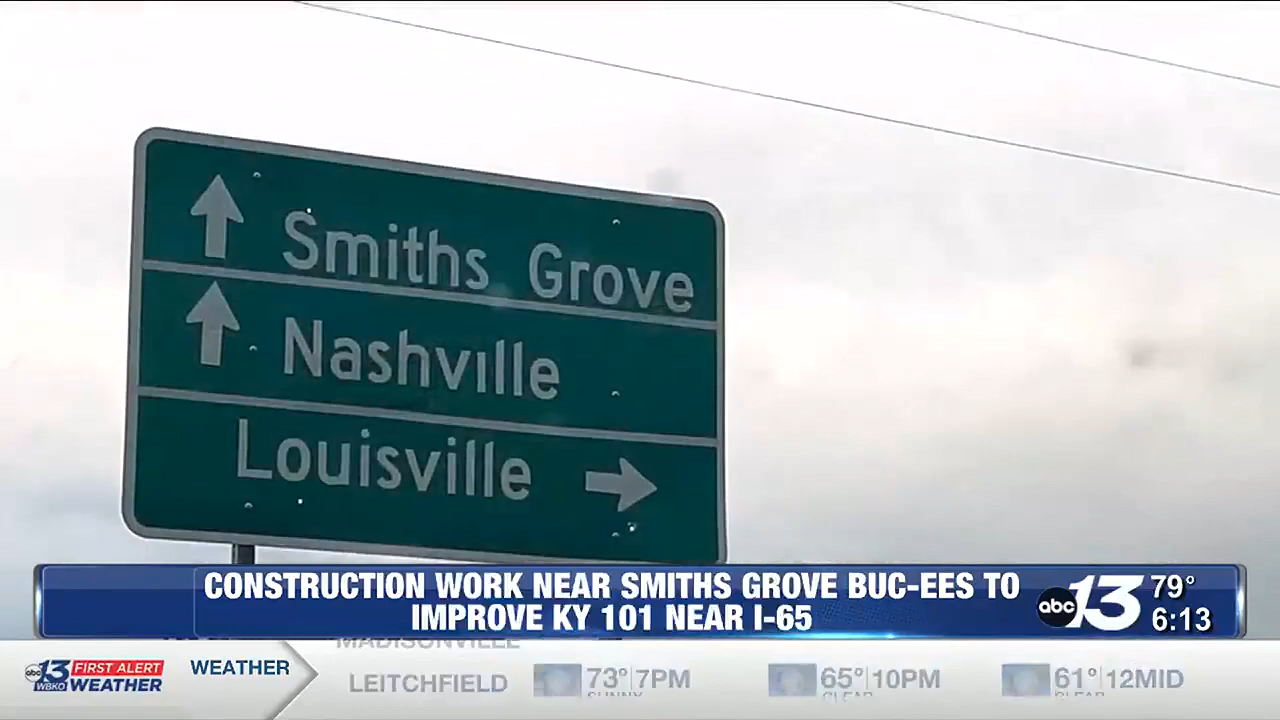 Smiths Grove
Nashville
Louisville
CONSTRUCTION WORK NEAR SMITHS GROVE BUC-EES TO
IMPROVE KY 101 NEAR I-65
abc 13
79°
6:13
MADISONVILLE
abc 13 WBKO FIRST ALERT WEATHER
WEATHER
LEITCHFIELD
73° 7PM
SUNNY
65° 10PM
CLEAR
61° 12MID
CLEAR